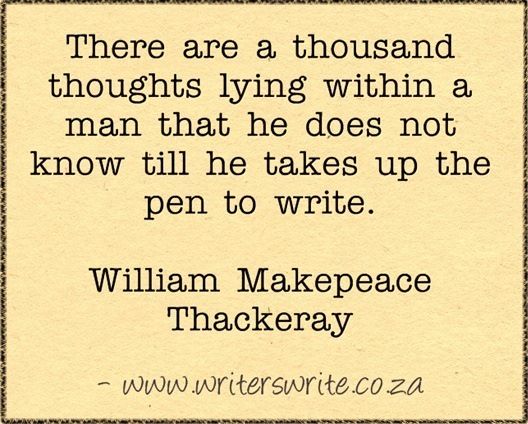 There are a thousand
thoughts lying within a
man that he does not
know till he takes up the
pen to write.
William Makepeace
Thackeray
- www.writerswrite.co.za